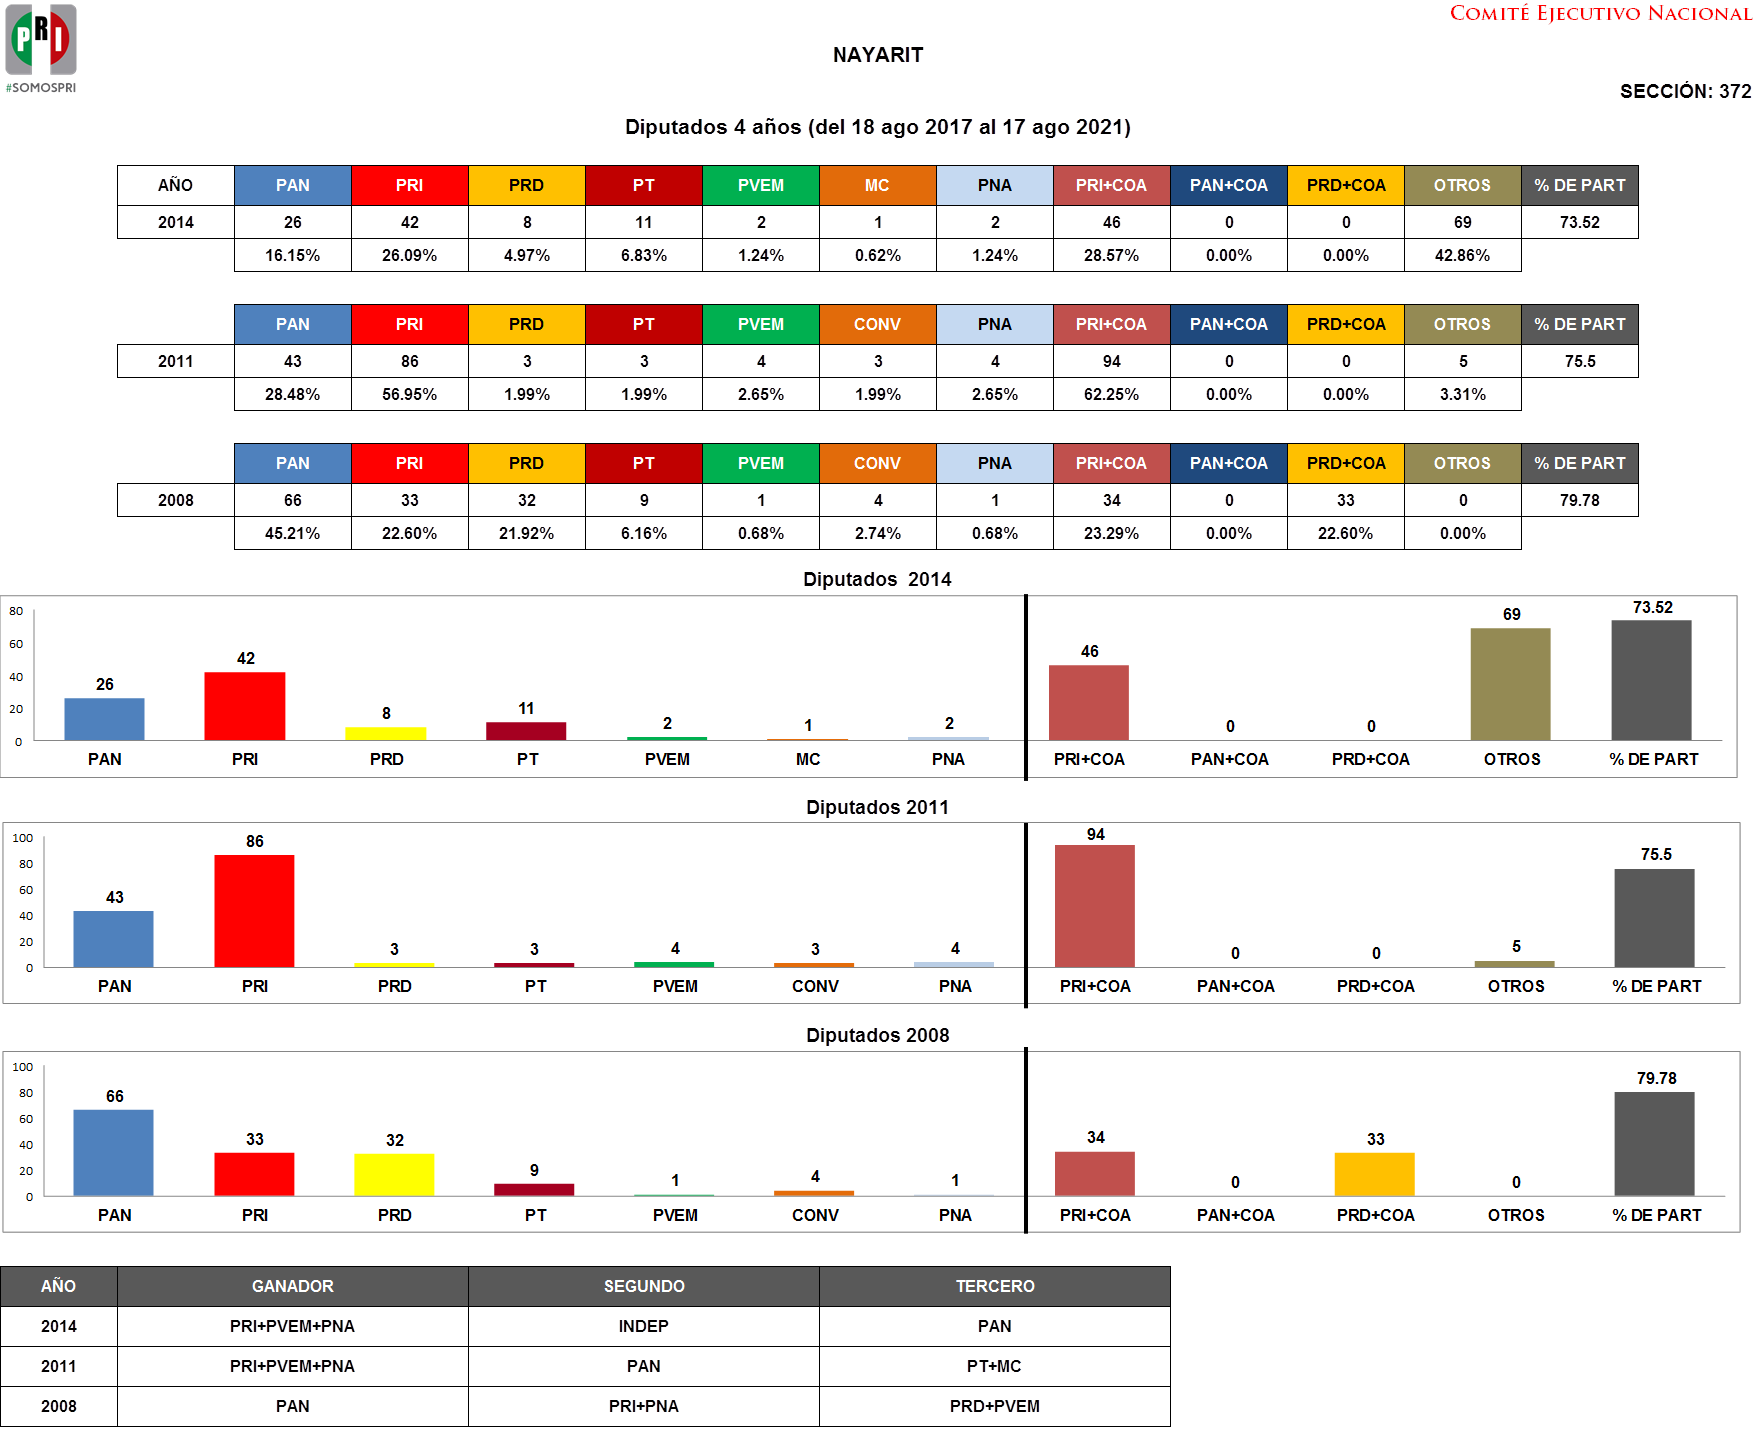 PRI
#SOMOSPRI
COMITÉ EJECUTIVO NACIONAL
NAYARIT
SECCIÓN: 372
Diputados 4 años (del 18 ago 2017 al 17 ago 2021)
AÑO PAN PRI PRD PT PVEM MC PNA PRI+COA PAN+COA PRD+COA OTROS % DE PART
2014 26 42 8 11 2 1 2 46 0 0 69 73.52
16.15% 26.09% 4.97% 6.83% 1.24% 0.62% 1.24% 28.57% 0.00% 0.00% 42.86%
PAN PRI PRD PT PVEM CONV PNA PRI+COA PAN+COA PRD+COA OTROS % DE PART
2011 43 86 3 3 4 3 4 94 0 0 5 75.5
28.48% 56.95% 1.99% 1.99% 2.65% 1.99% 2.65% 62.25% 0.00% 0.00% 3.31%
PAN PRI PRD PT PVEM CONV PNA PRI+COA PAN+COA PRD+COA OTROS % DE PART
2008 66 33 32 9 1 4 1 34 0 33 0 79.78
45.21% 22.60% 21.92% 6.16% 0.68% 2.74% 0.68% 23.29% 0.00% 22.60% 0.00%
Diputados 2014
80
60
40
20
0
26 42 8 11 2 1 2 46 0 0 69 73.52
PAN PRI PRD PT PVEM MC PNA PRI+COA PAN+COA PRD+COA OTROS % DE PART
Diputados 2011
100
80
60
40
20
0
43 86 3 3 4 3 4 94 0 0 5 75.5
PAN PRI PRD PT PVEM CONV PNA PRI+COA PAN+COA PRD+COA OTROS % DE PART
Diputados 2008
100
80
60
40
20
0
66 33 32 9 1 4 1 34 0 33 0 79.78
PAN PRI PRD PT PVEM CONV PNA PRI+COA PAN+COA PRD+COA OTROS % DE PART
AÑO GANADOR SEGUNDO TERCERO
2014 PRI+PVEM+PNA INDEP PAN
2011 PRI+PVEM+PNA PAN PT+MC
2008 PAN PRI+PNA PRD+PVEM